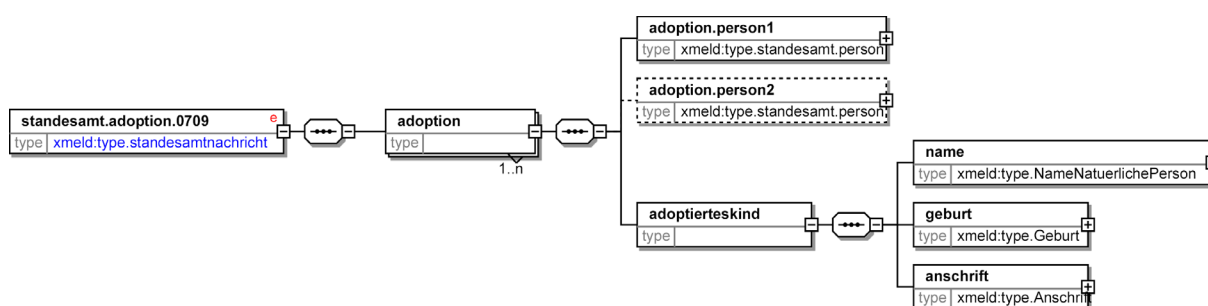 adoption.person1
type xmeld:type.standesamt.person
adoption.person2
type xmeld:type.standesamt.person
standesamt.adoption.0709 e
type xmeld:type.standesamtnachricht
adoption
type
1..n
name
type xmeld:type.NameNatuerlichePerson
adoptierteskind
type
geburt
type xmeld:type.Geburt
anschrift
type xmeld:type.Anschrift